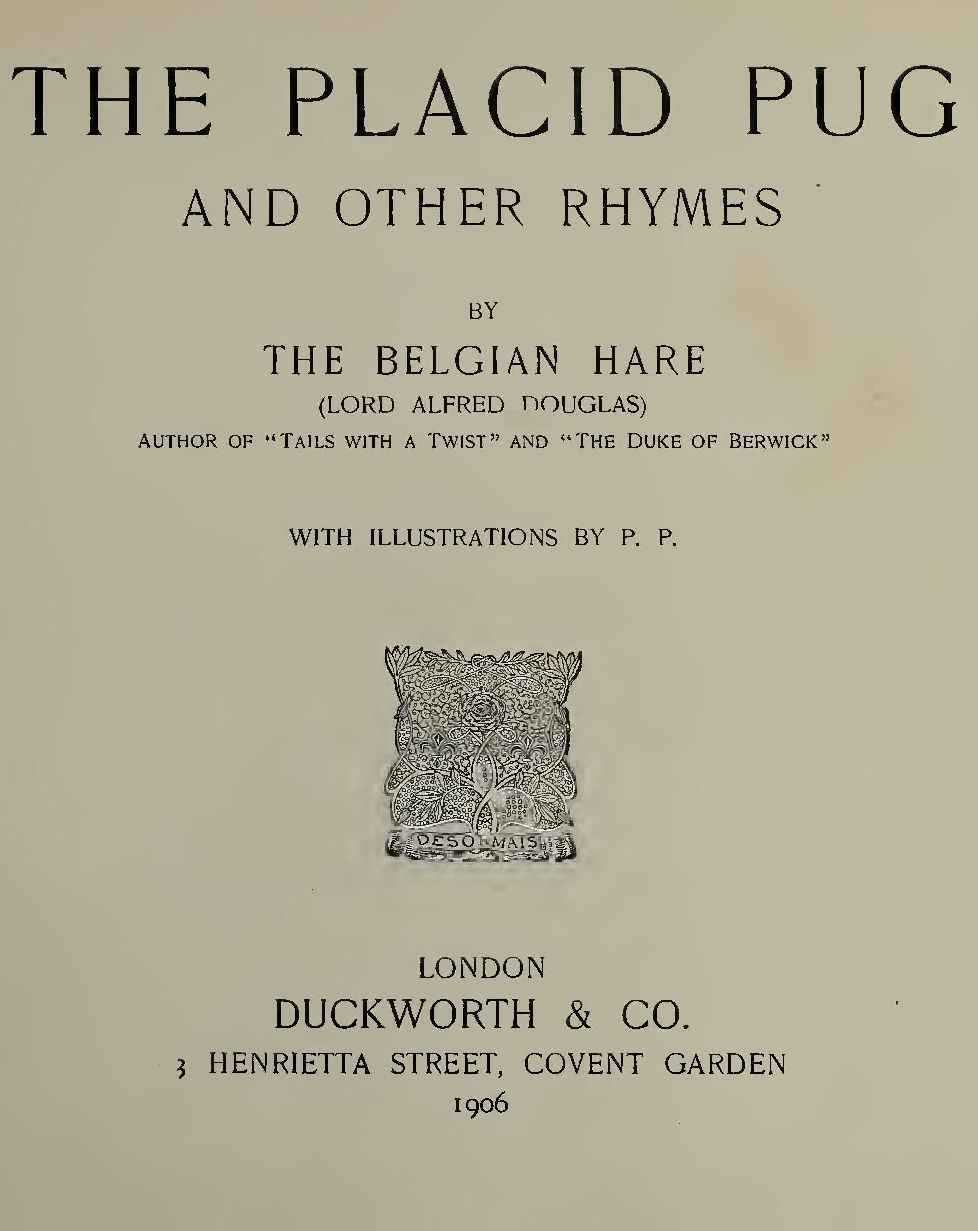 THE PLACID PUG
AND OTHER RHYMES
BY
THE BELGIAN HARE
(LORD ALFRED DOUGLAS)
AUTHOR OF “TAILS WITH A TWIST” AND “THE DUKE OF BERWICK”
WITH ILLUSTRATIONS BY P. P.
DESORMAIS
LONDON
DUCKWORTH & CO.
3 HENRIETTA STREET, COVENT GARDEN
1906